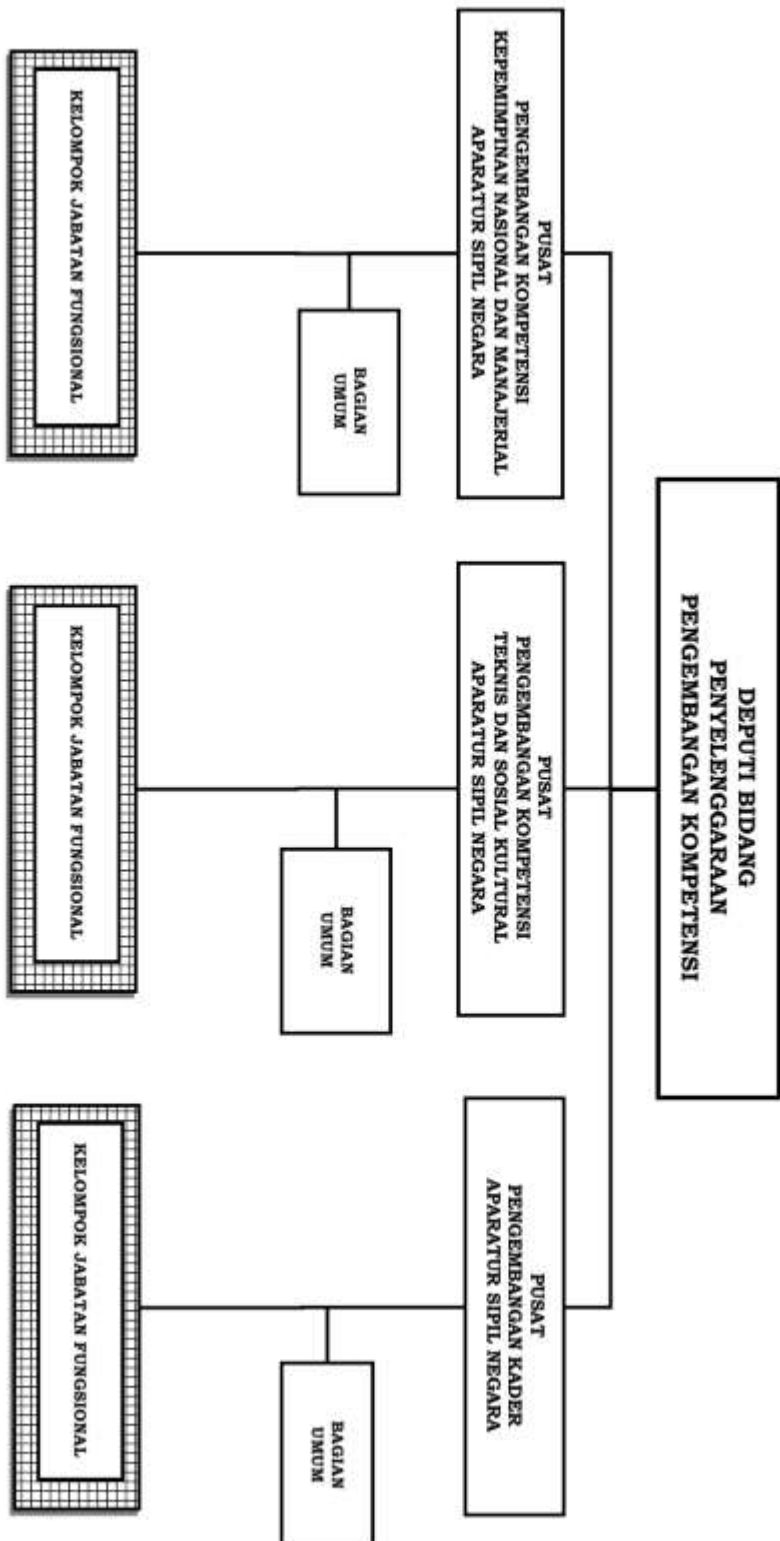 DEPUTI BIDANG
PENYELENGGARAAN
PENGEMBANGAN KOMPETENSI
PUSAT
PENGEMBANGAN KOMPETENSI
KEPEMIMPINAN NASIONAL DAN MANAJERIAL
APARATUR SIPIL NEGARA
PUSAT
PENGEMBANGAN KOMPETENSI
TEKNIS DAN SOSIAL KULTURAL
APARATUR SIPIL NEGARA
PUSAT
PENGEMBANGAN KADER
APARATUR SIPIL NEGARA
BAGIAN
UMUM
BAGIAN
UMUM
BAGIAN
UMUM
KELOMPOK JABATAN FUNGSIONAL
KELOMPOK JABATAN FUNGSIONAL
KELOMPOK JABATAN FUNGSIONAL